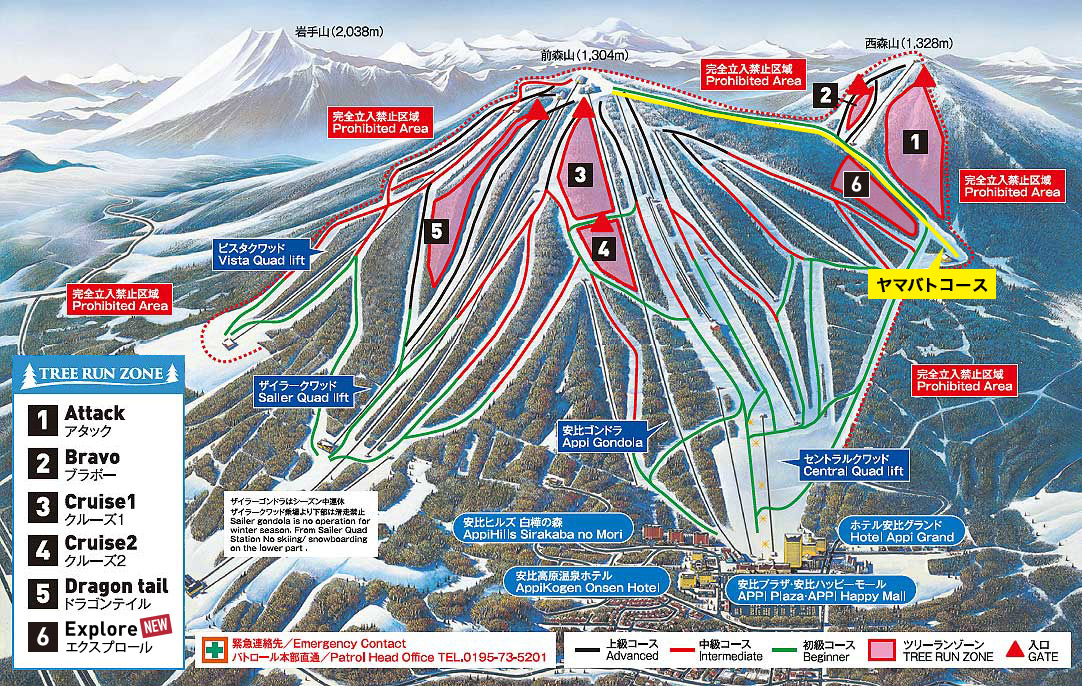 岩手山(2,038m)
前森山(1,304m)
西森山(1,328m)
完全立入禁止区域
Prohibited Area
2
完全立入禁止区域
Prohibited Area
1
3
6
完全立入禁止区域
Prohibited Area
5
4
ビスタクワッド
Vista Quad lift
ヤマバトコース
完全立入禁止区域
Prohibited Area
完全立入禁止区域
Prohibited Area
TREE RUN ZONE
1 Attack
アタック
2 Bravo
ブラボー
3 Cruise1
クルーズ1
4 Cruise2
クルーズ2
5 Dragon tail
ドラゴンテイル
6 Explore NEW
エクスプロール
ザイラークワッド
Sailer Quad lift
安比ゴンドラ
Appi Gondola
セントラルクワッド
Central Quad lift
ザイラーゴンドラはシーズン中運休
ザイラークワッド乗場より下部は滑走禁止
Sailer gondola is no operation for
winter season. From Sailer Quad
Station No skiing/ snowboarding
on the lower part .
安比ヒルズ 白樺の森
AppiHills Sirakaba no Mori
ホテル安比グランド
Hotel Appi Grand
安比高原温泉ホテル
AppiKogen Onsen Hotel
安比プラザ・安比ハッピーモール
APPI Plaza・APPI Happy Mall
緊急連絡先／Emergency Contact
パトロール本部直通／Patrol Head Office TEL.0195-73-5201
上級コース
Advanced
中級コース
Intermediate
初級コース
Beginner
ツリーランゾーン
TREE RUN ZONE
入口
GATE